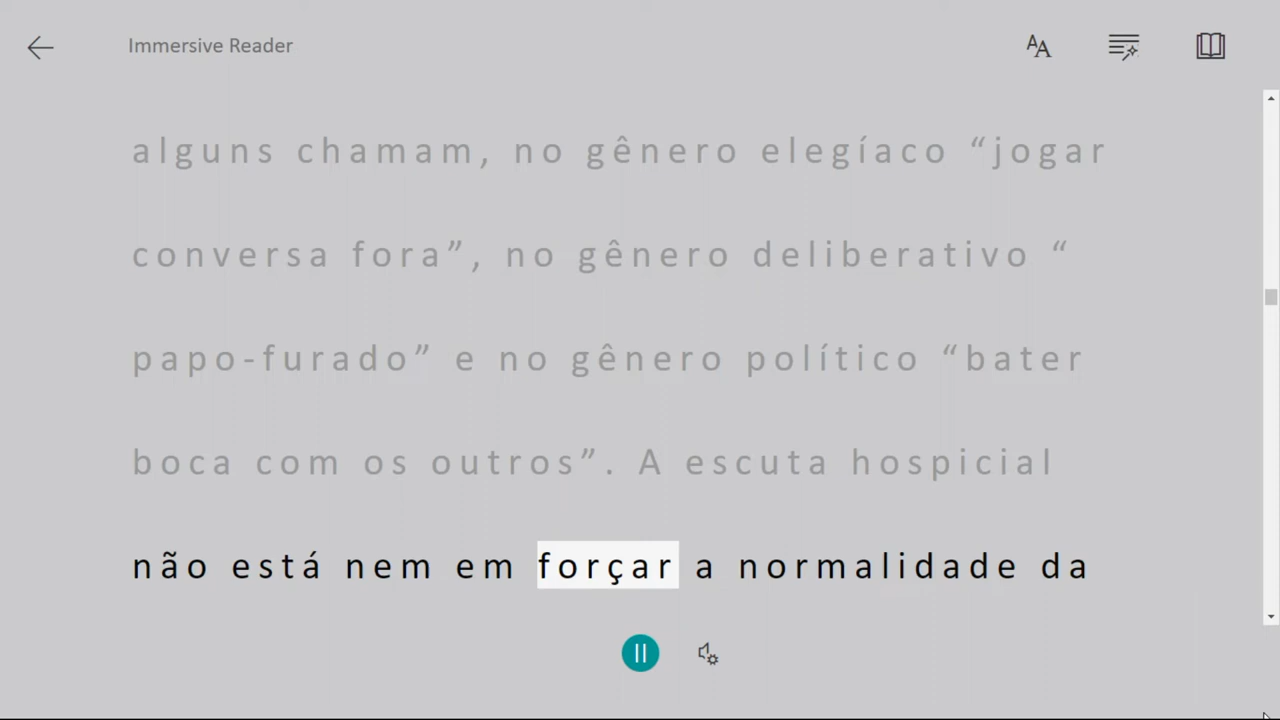 Immersive Reader
alguns chamam, no gênero elegíaco “jogar
conversa fora”, no gênero deliberativo “
papo-furado” e no gênero político “bater
boca com os outros”. A escuta hospicial
não está nem em forçar a normalidade da